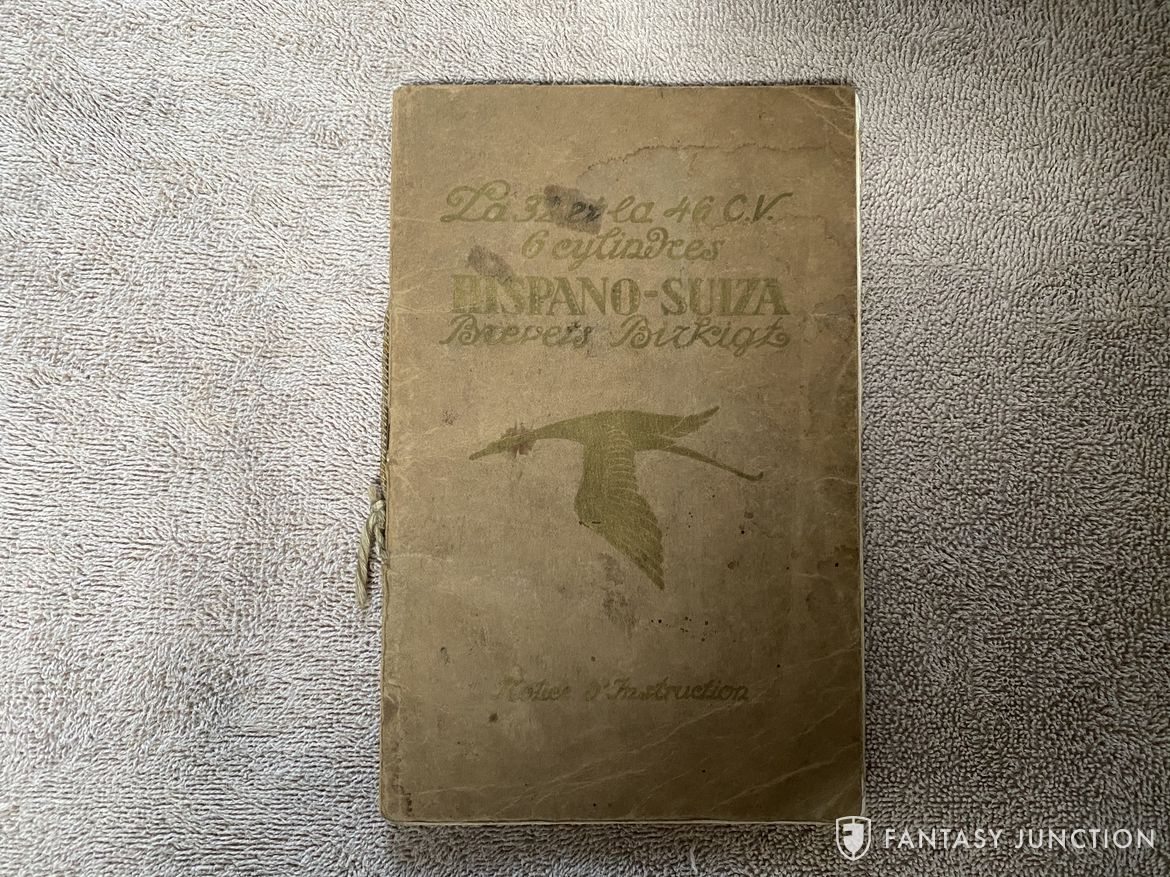 La 32 et la 46 C.V.
6 cylindres
HISPANO-SUIZA
Brevets Birkigt
Notice d'Instruction
FANTASY JUNCTION